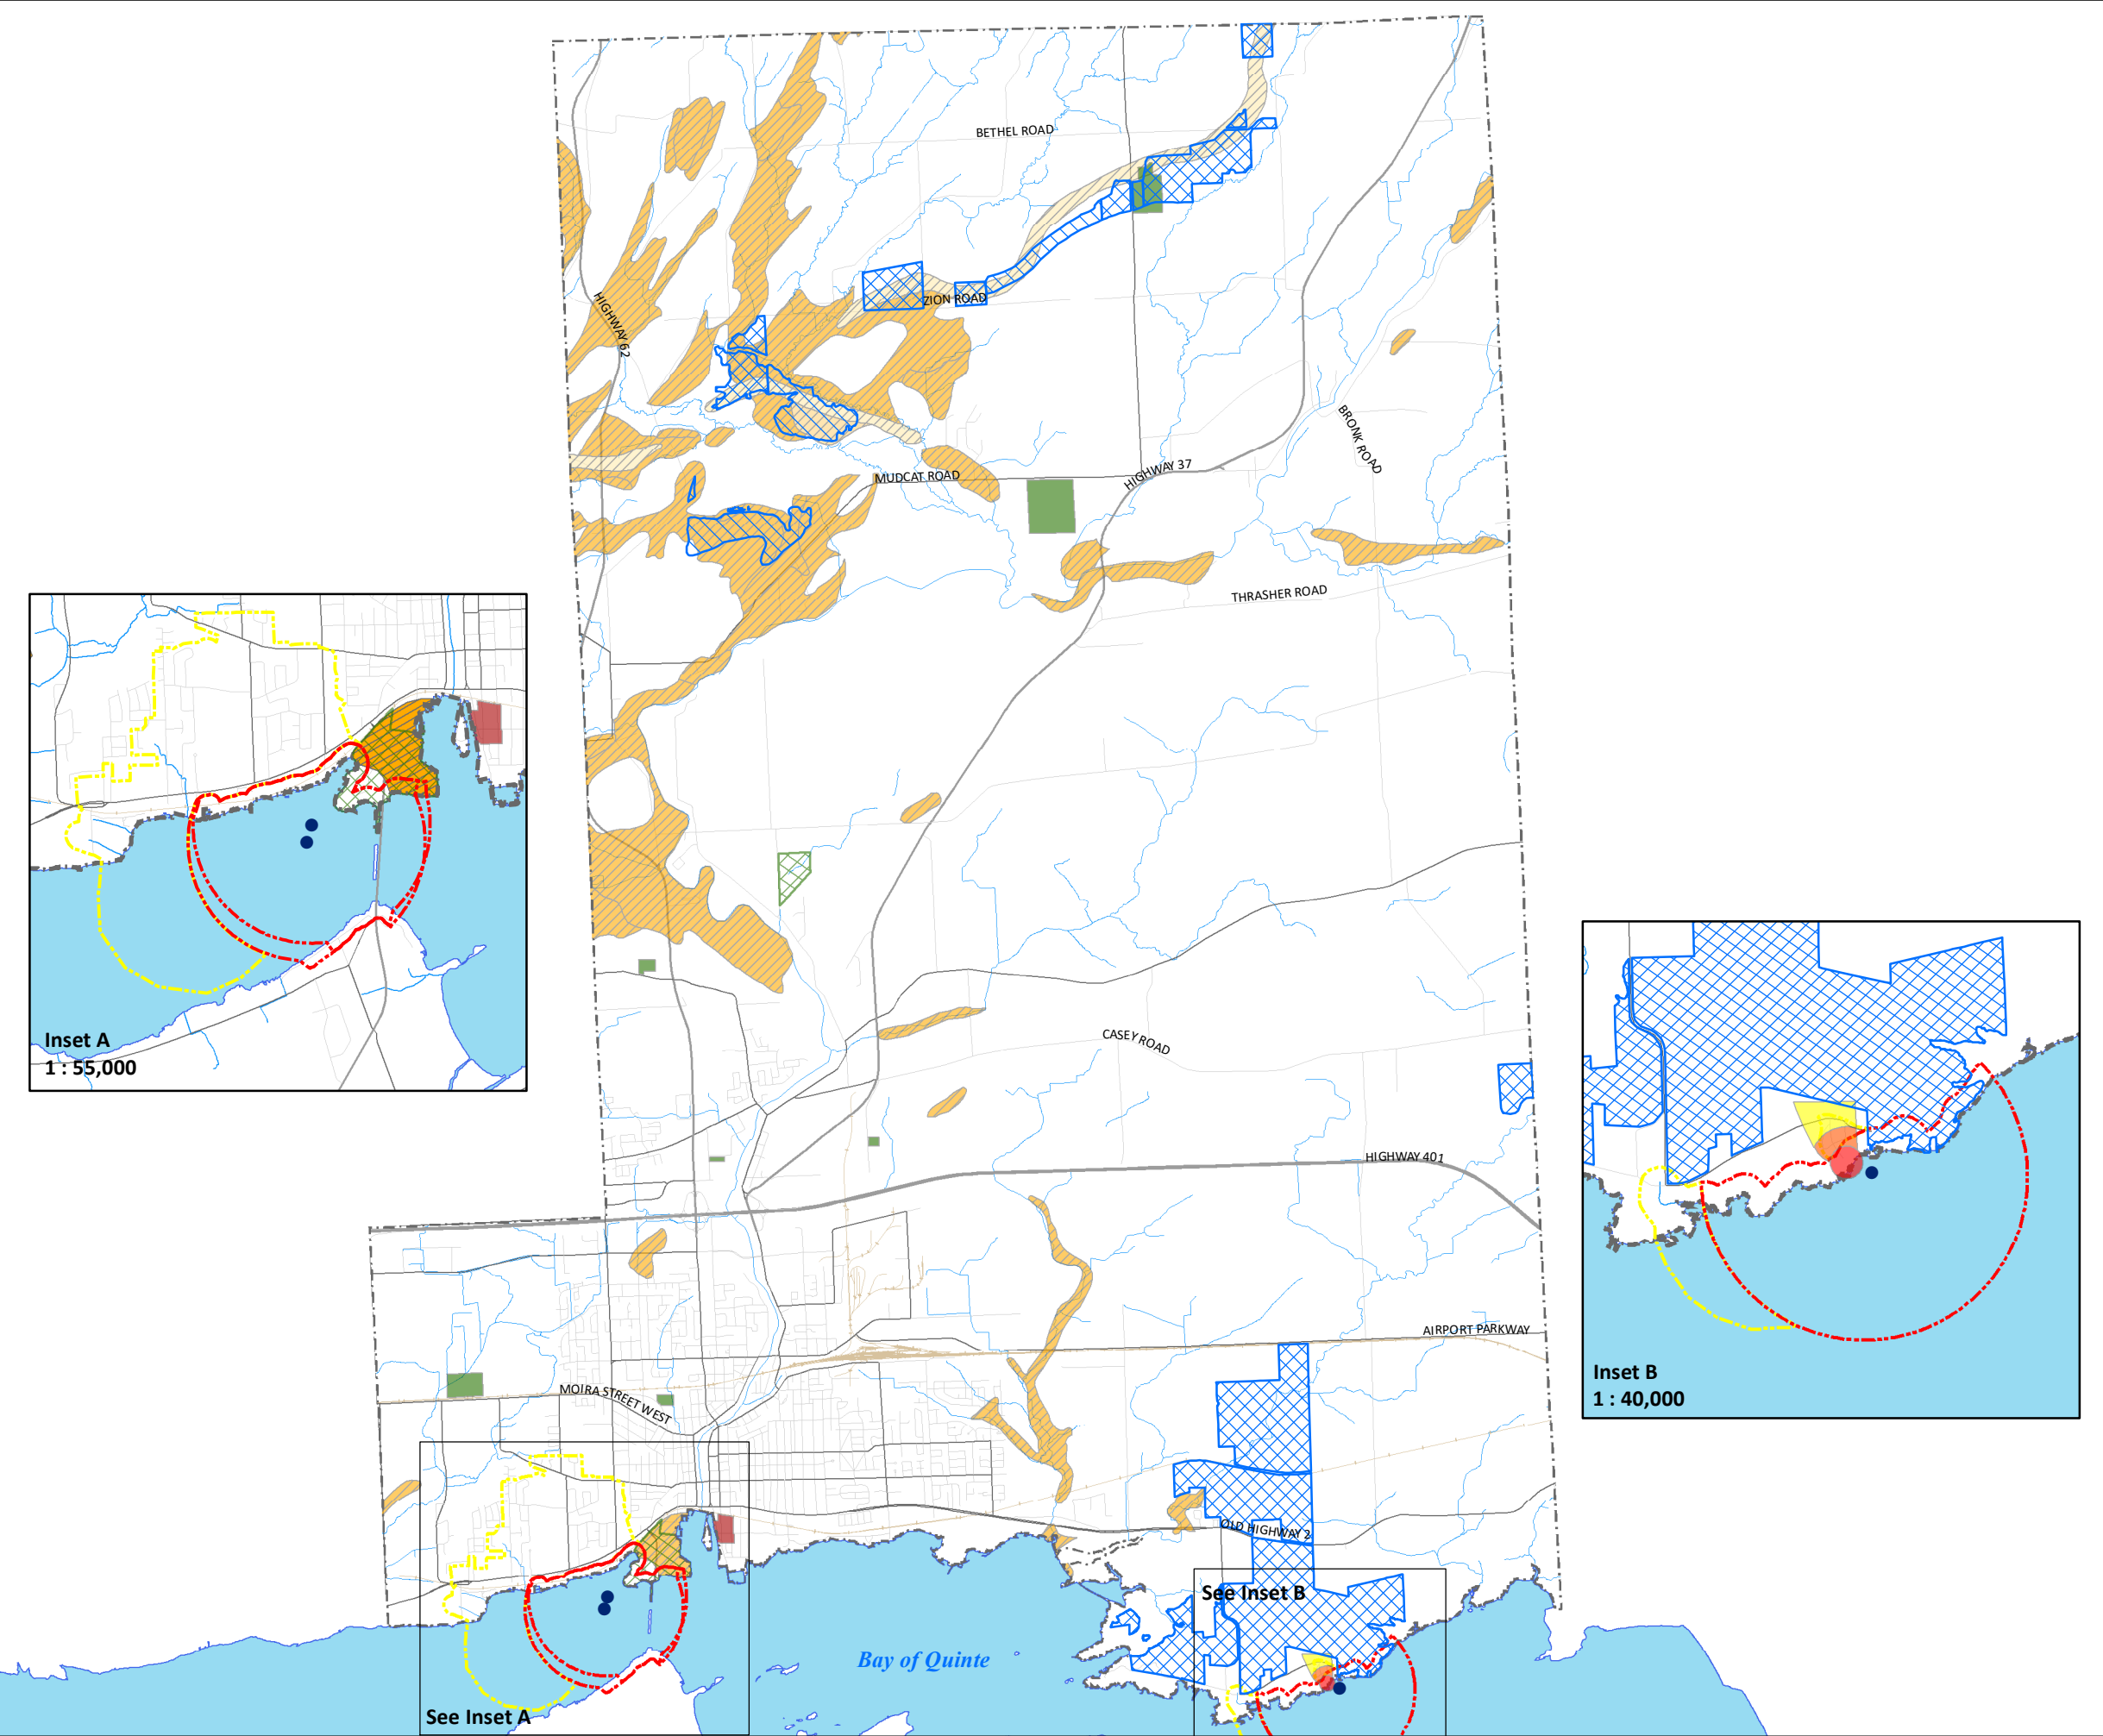 BETHEL ROAD
ZION ROAD
HIGHWAY 62
BRONK ROAD
MUDCAT ROAD
HIGHWAY 37
THRASHER ROAD
Inset A
1 : 55,000
CASEY ROAD
HIGHWAY 401
AIRPORT PARKWAY
Inset B
1 : 40,000
MOIRA STREET WEST
OLD HIGHWAY 2
See Inset B
Bay of Quinte
See Inset A